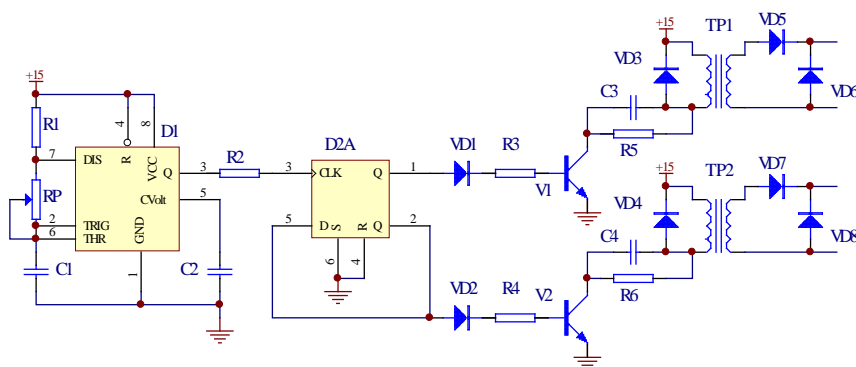 +15
R1
7
DIS
RP
2
TRIG
6
THR
C1
4
R
8
VCC
D1
Q
3
CVolt
5
GND
1
C2
R2
D2A
3
CLK
Q
1
5
D
S
R
Q
2
6
4
VD1
R3
V1
VD2
R4
V2
+15
VD3
TP1
VD5
VD6
C3
R5
+15
VD4
TP2
VD7
VD8
C4
R6